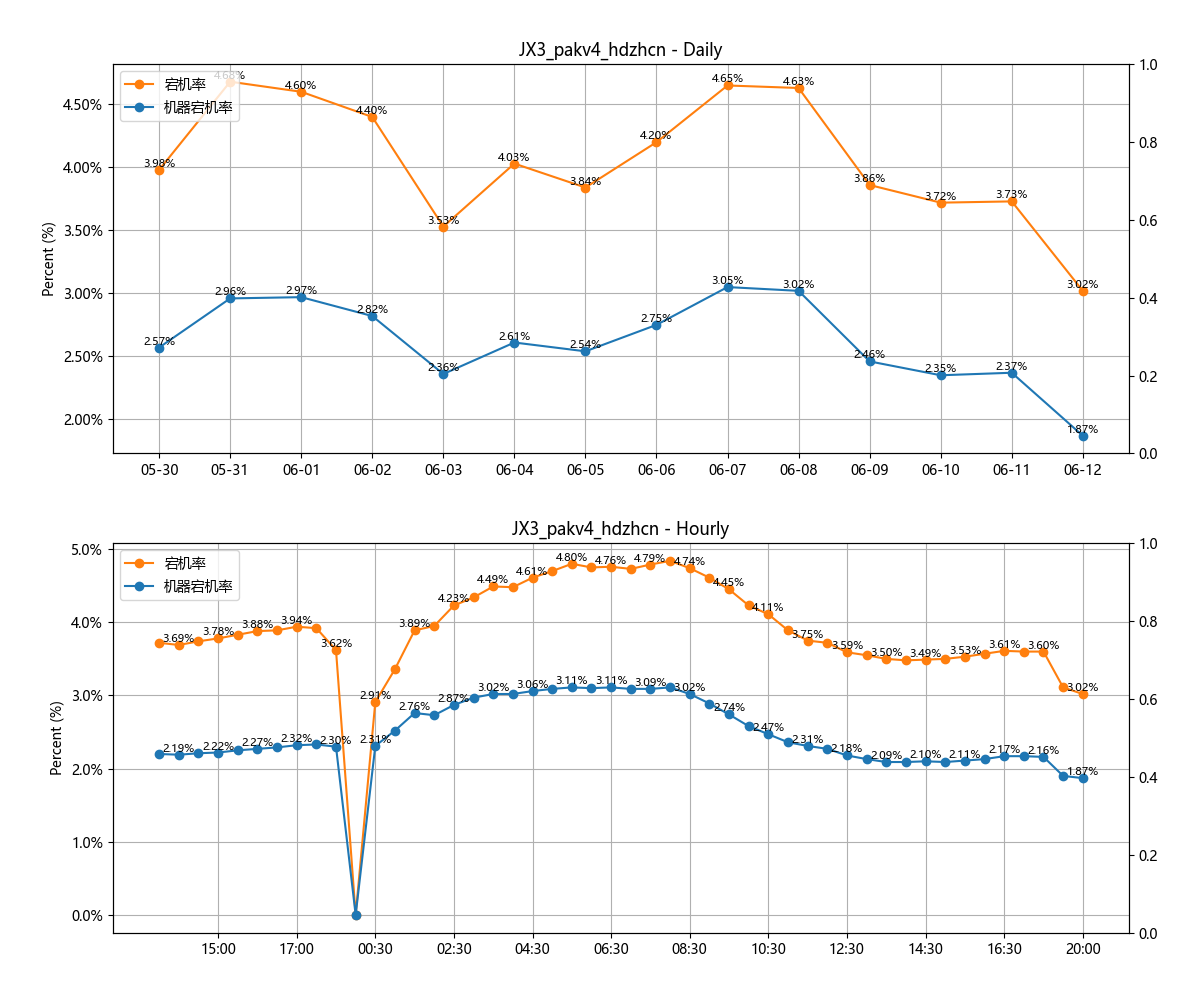 JX3_pakv4_hdzhcn - Daily
宕机率
机器宕机率
Percent (%)
4.50%
4.00%
3.50%
3.00%
2.50%
2.00%
1.0
0.8
0.6
0.4
0.2
0.0
3.98% 4.68% 4.60% 4.40% 3.53% 4.03% 3.84% 4.20% 4.65% 4.63% 3.86% 3.72% 3.73% 3.02%
2.57% 2.96% 2.97% 2.82% 2.36% 2.61% 2.54% 2.75% 3.05% 3.02% 2.46% 2.35% 2.37% 1.87%
05-30 05-31 06-01 06-02 06-03 06-04 06-05 06-06 06-07 06-08 06-09 06-10 06-11 06-12
JX3_pakv4_hdzhcn - Hourly
宕机率
机器宕机率
Percent (%)
5.0%
4.0%
3.0%
2.0%
1.0%
0.0%
1.0
0.8
0.6
0.4
0.2
0.0
3.69% 3.78% 3.88% 3.94% 3.62% 2.91% 3.89% 4.23% 4.49% 4.61% 4.80% 4.76% 4.79% 4.74% 4.45% 4.11% 3.75% 3.59% 3.50% 3.49% 3.53% 3.61% 3.60% 3.02%
2.19% 2.22% 2.27% 2.32% 2.30% 2.31% 2.76% 2.87% 3.02% 3.06% 3.11% 3.11% 3.09% 3.02% 2.74% 2.47% 2.31% 2.18% 2.09% 2.10% 2.11% 2.17% 2.16% 1.87%
15:00 17:00 00:30 02:30 04:30 06:30 08:30 10:30 12:30 14:30 16:30 20:00